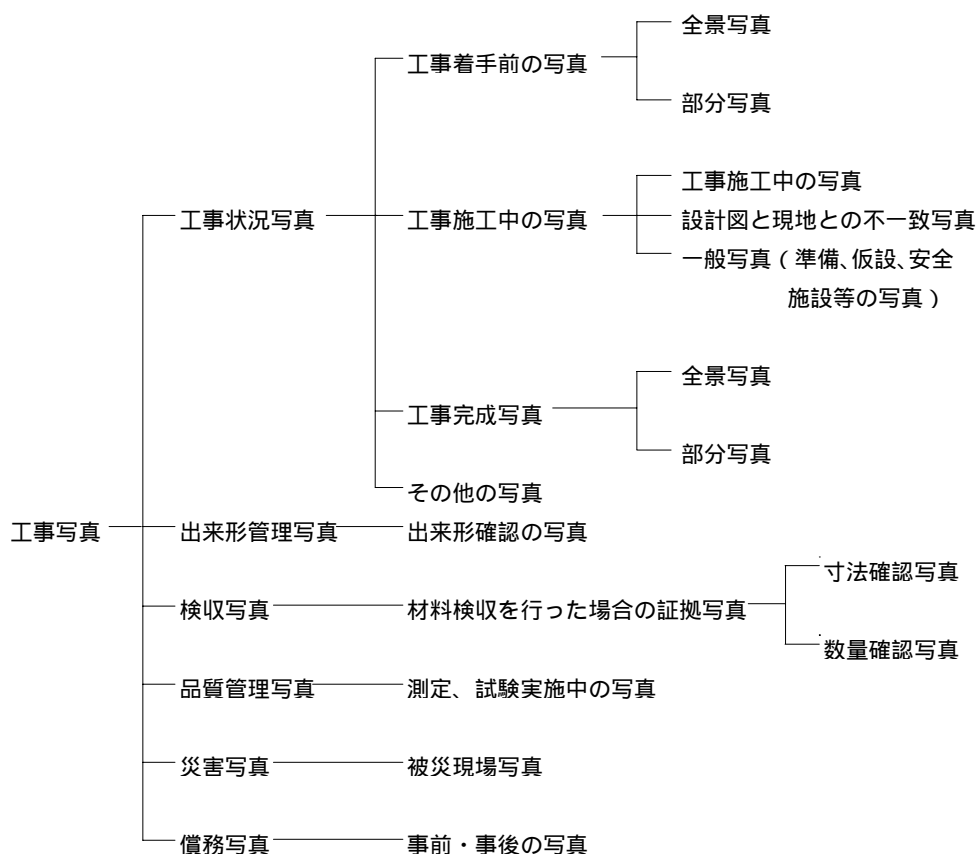 全景写真
工事着手前の写真
部分写真
工事施工中の写真
工事状況写真 工事施工中の写真 設計図と現地との不一致写真
一般写真（準備、仮設、安全
施設等の写真）
全景写真
工事完成写真
部分写真
その他の写真
工事写真 出来形管理写真 出来形確認の写真
寸法確認写真
検収写真 材料検収を行った場合の証拠写真
数量確認写真
品質管理写真 測定、試験実施中の写真
災害写真 被災現場写真
償務写真 事前・事後の写真